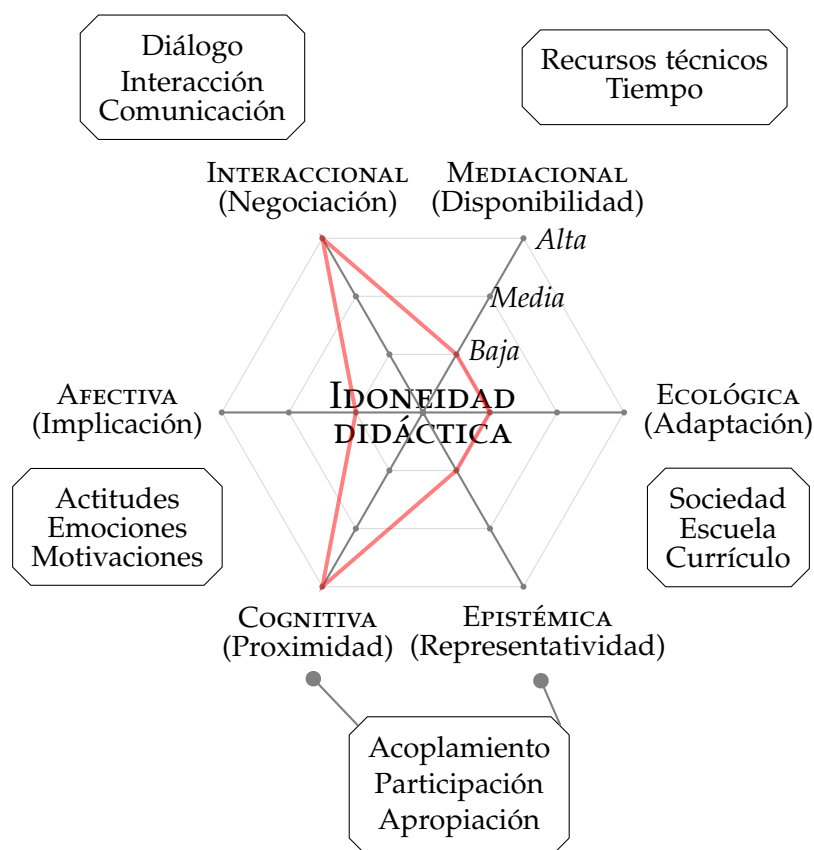 Diálogo
Interacción
Comunicación
Recursos técnicos
Tiempo
Interaccional
(Negociación)
Mediacional
(Disponibilidad)
Alta
Media
Baja
Afectiva
(Implicación)
Idoneidad
didáctica
Ecológica
(Adaptación)
Actitudes
Emociones
Motivaciones
Sociedad
Escuela
Currículo
Cognitiva
(Proximidad)
Epistémica
(Representatividad)
Acoplamiento
Participación
Apropiación